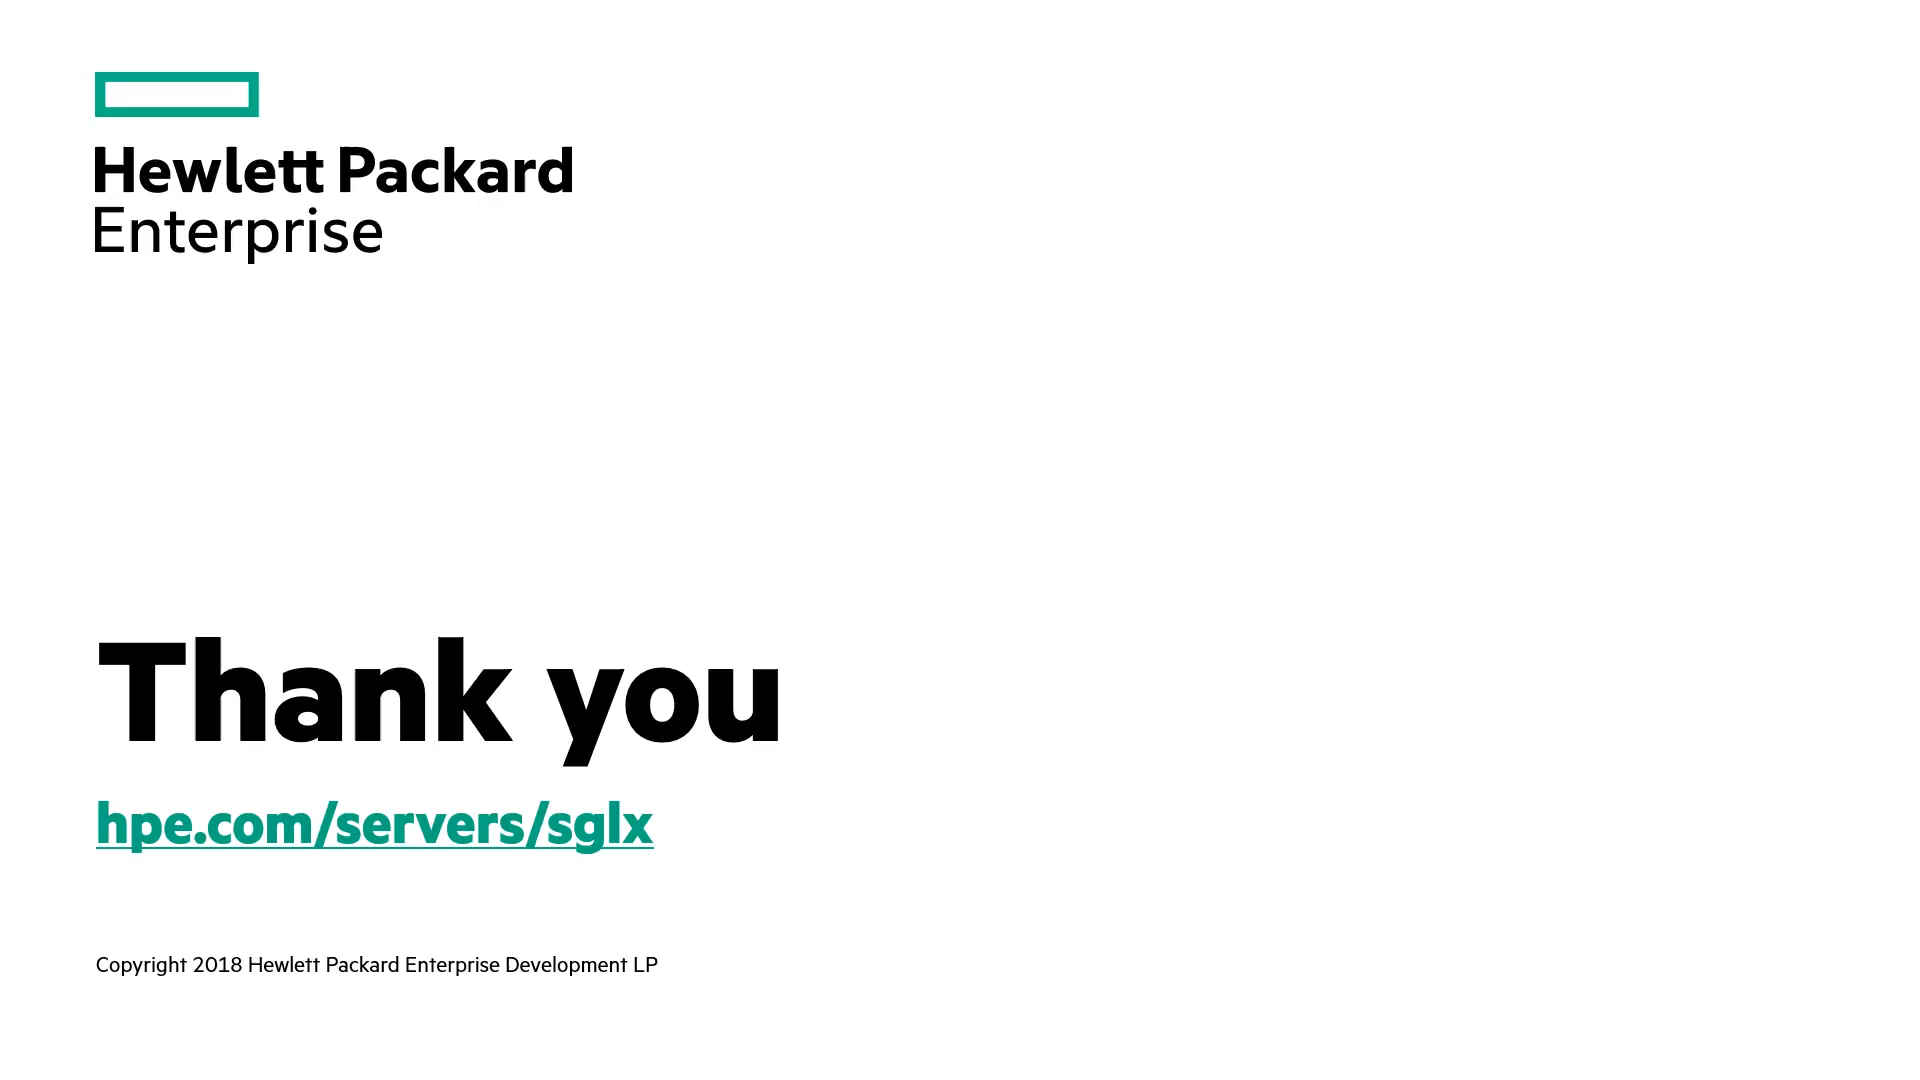 Hewlett Packard
Enterprise
Thank you
hpe.com/servers/sglx
Copyright 2018 Hewlett Packard Enterprise Development LP